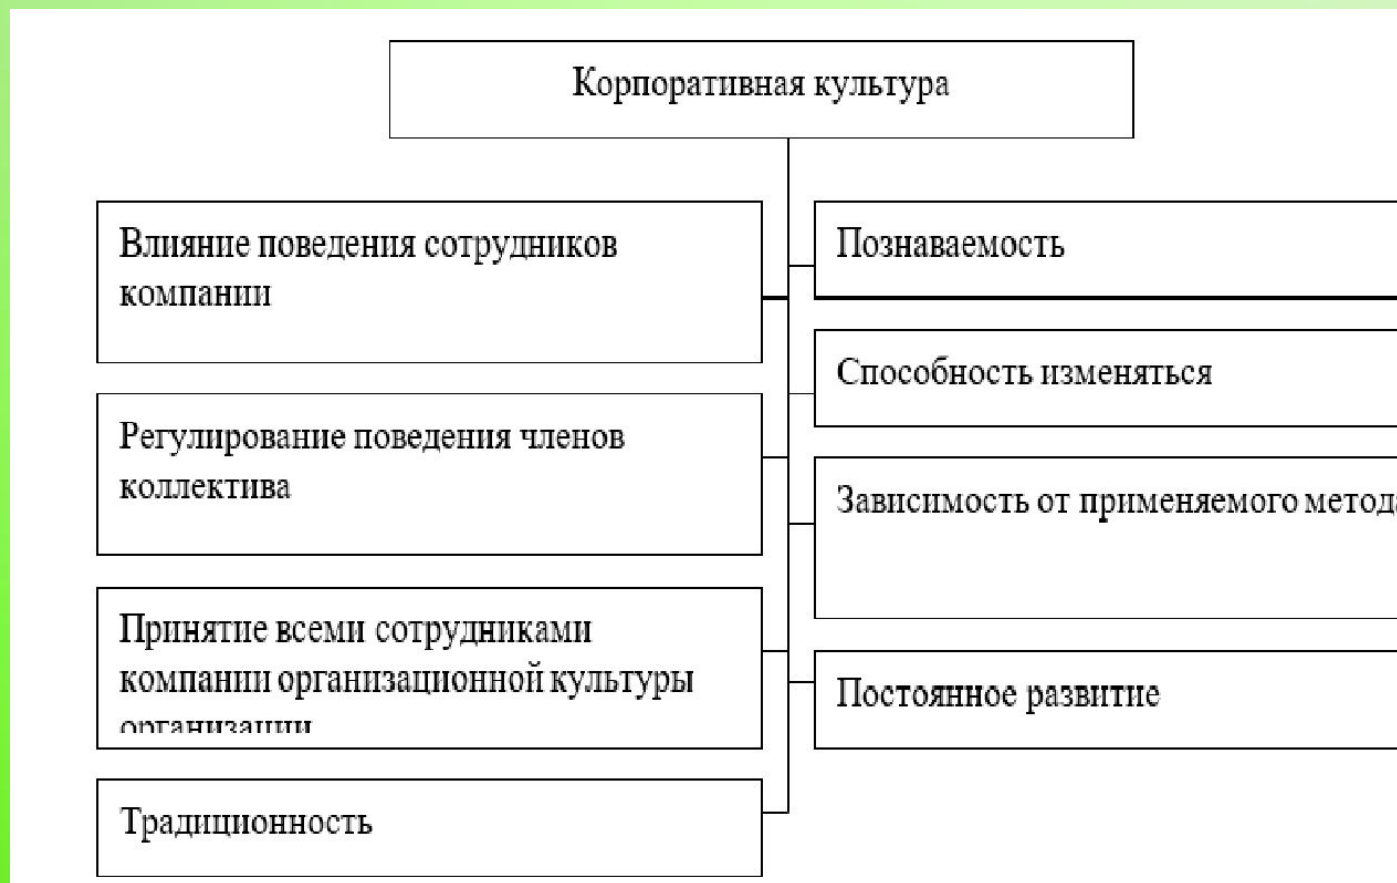 Корпоративная культура
Влияние поведения сотрудников
компании
Регулирование поведения членов
коллектива
Принятие всеми сотрудниками
компании организационной культуры
организации
Традиционность
Познаваемость
Способность изменяться
Зависимость от применяемого метода
Постоянное развитие